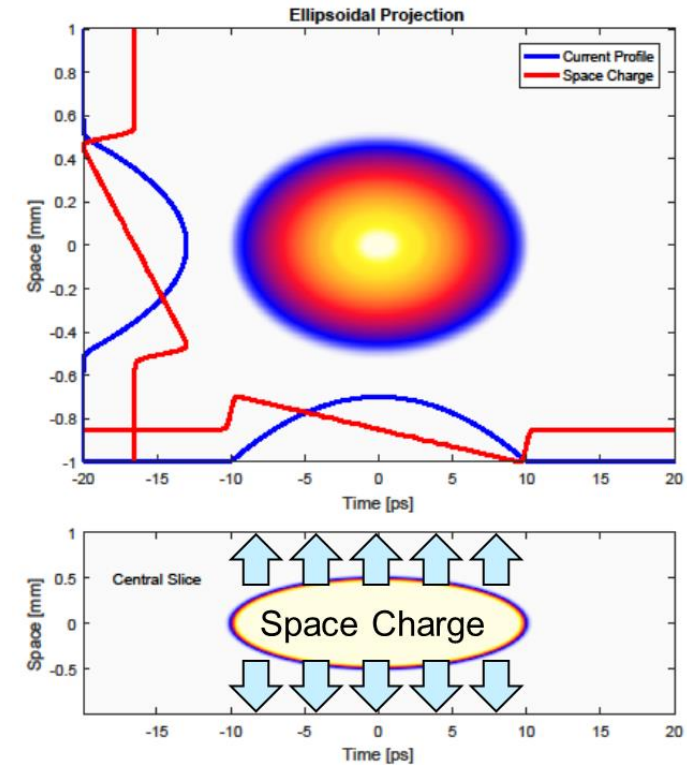 Ellipsoidal Projection
Current Profile
Space Charge
1
0.8
0.6
0.4
0.2
0
-0.2
-0.4
-0.6
-0.8
-1
Space [mm]
-20 -15 -10 -5 0 5 10 15 20
Time [ps]
1
0.5
0
-0.5
Space [mm]
Central Slice
Space Charge
-15 -10 -5 0 5 10 15 20
Time [ps]